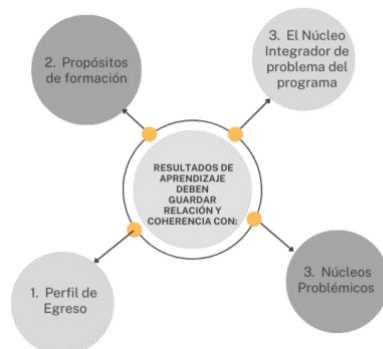 2. Propósitos
de formación
3. El Núcleo
Integrador de
problema del
programa
RESULTADOS DE
APRENDIZAJE
DEBEN
GUARDAR
RELACIÓN Y
COHERENCIA CON:
1. Perfil de
Egreso
3. Núcleos
Problémicos